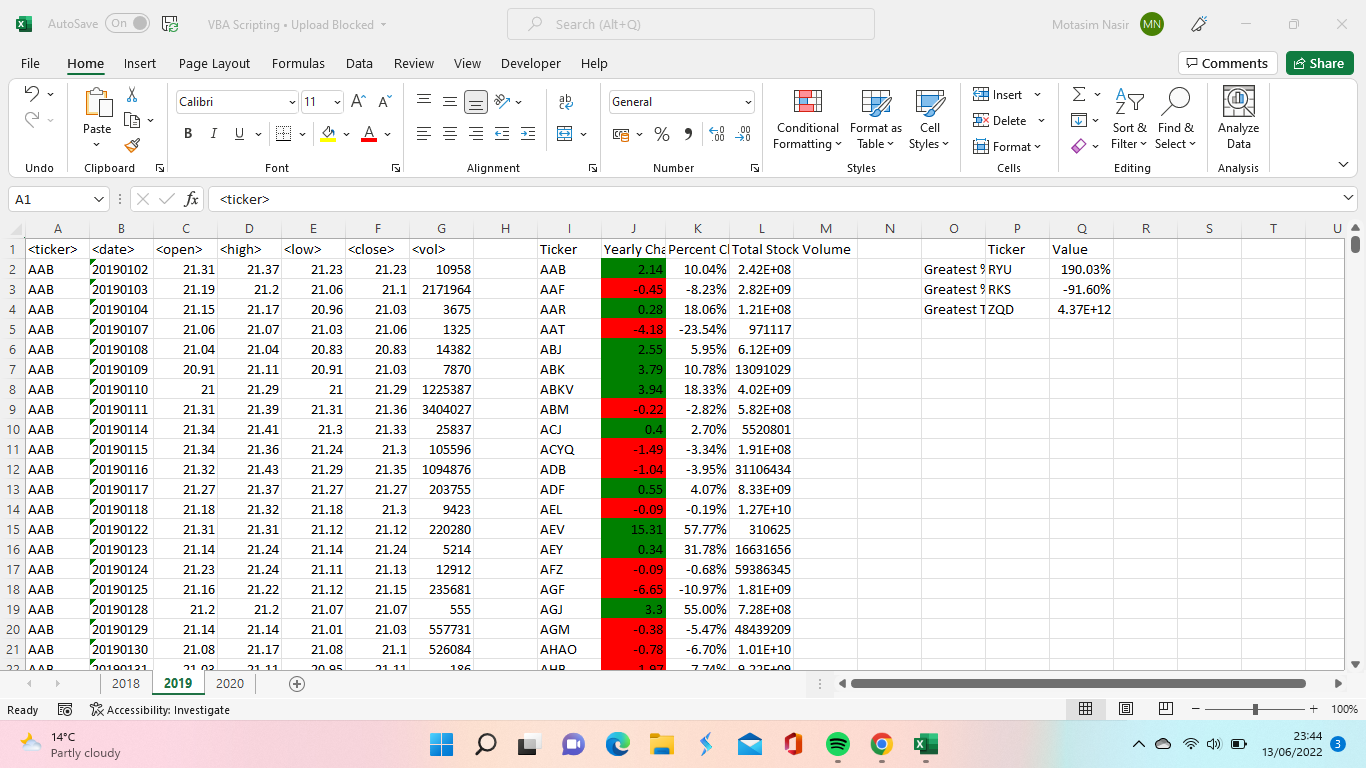 AutoSave On VBA Scripting • Upload Blocked Search (Alt+Q) Motasim Nasir MN
File Home Insert Page Layout Formulas Data Review View Developer Help Comments Share
Calibri 11 General Insert
Paste Conditional Format as Cell Delete Sort & Find & Analyze
B I U A Formatting Table Styles Format Filter Select Data
Undo Clipboard Font Alignment Number Styles Cells Editing Analysis
A1 fx <ticker>
A B C D E F G H I J K L M N O P Q R S T U
1 <ticker> <date> <open> <high> <low> <close> <vol> Ticker Yearly Cha Percent Cl Total Stock Volume Ticker Value
2 AAB 20190102 21.31 21.37 21.23 21.23 10958 AAB 2.14 10.04% 2.42E+08 Greatest % RYU 190.03%
3 AAB 20190103 21.19 21.2 21.06 21.1 2171964 AAF -0.45 -8.23% 2.82E+09 Greatest % RKS -91.60%
4 AAB 20190104 21.15 21.17 20.96 21.03 3675 AAR 0.28 18.06% 1.21E+08 Greatest T ZQD 4.37E+12
5 AAB 20190107 21.06 21.07 21.03 21.06 1325 AAT -4.18 -23.54% 971117
6 AAB 20190108 21.04 21.04 20.83 20.83 14382 ABJ 2.55 5.95% 6.12E+09
7 AAB 20190109 20.91 21.11 20.91 21.03 7870 ABK 3.79 10.78% 13091029
8 AAB 20190110 21 21.29 21 21.29 1225387 ABKV 3.94 18.33% 4.02E+09
9 AAB 20190111 21.31 21.39 21.31 21.36 3404027 ABM -0.22 -2.82% 5.82E+08
10 AAB 20190114 21.34 21.41 21.3 21.33 25837 ACJ 0.4 2.70% 5520801
11 AAB 20190115 21.34 21.36 21.24 21.3 105596 ACYQ -1.49 -3.34% 1.91E+08
12 AAB 20190116 21.32 21.43 21.29 21.35 1094876 ADB -1.04 -3.95% 31106434
13 AAB 20190117 21.27 21.37 21.27 21.27 203755 ADF 0.55 4.07% 8.33E+09
14 AAB 20190118 21.18 21.32 21.18 21.3 9423 AEL -0.09 -0.19% 1.27E+10
15 AAB 20190122 21.31 21.31 21.12 21.12 220280 AEV 15.31 57.77% 310625
16 AAB 20190123 21.14 21.24 21.14 21.24 5214 AEY 0.34 31.78% 16631656
17 AAB 20190124 21.23 21.24 21.11 21.13 12912 AFZ -0.09 -0.68% 59386345
18 AAB 20190125 21.16 21.22 21.12 21.15 235681 AGF -6.65 -10.97% 1.81E+09
19 AAB 20190128 21.2 21.2 21.07 21.07 555 AGJ 3.3 55.00% 7.28E+08
20 AAB 20190129 21.14 21.14 21.01 21.03 557731 AGM -0.38 -5.47% 48439209
21 AAB 20190130 21.08 21.17 21.08 21.1 526084 AHAO -0.78 -6.70% 1.01E+10
22 AAB 20190131 21.03 21.11 20.95 21.11 186
2018 2019 2020
Ready Accessibility: Investigate 100%
14°C
Partly cloudy
23:44
13/06/2022 3